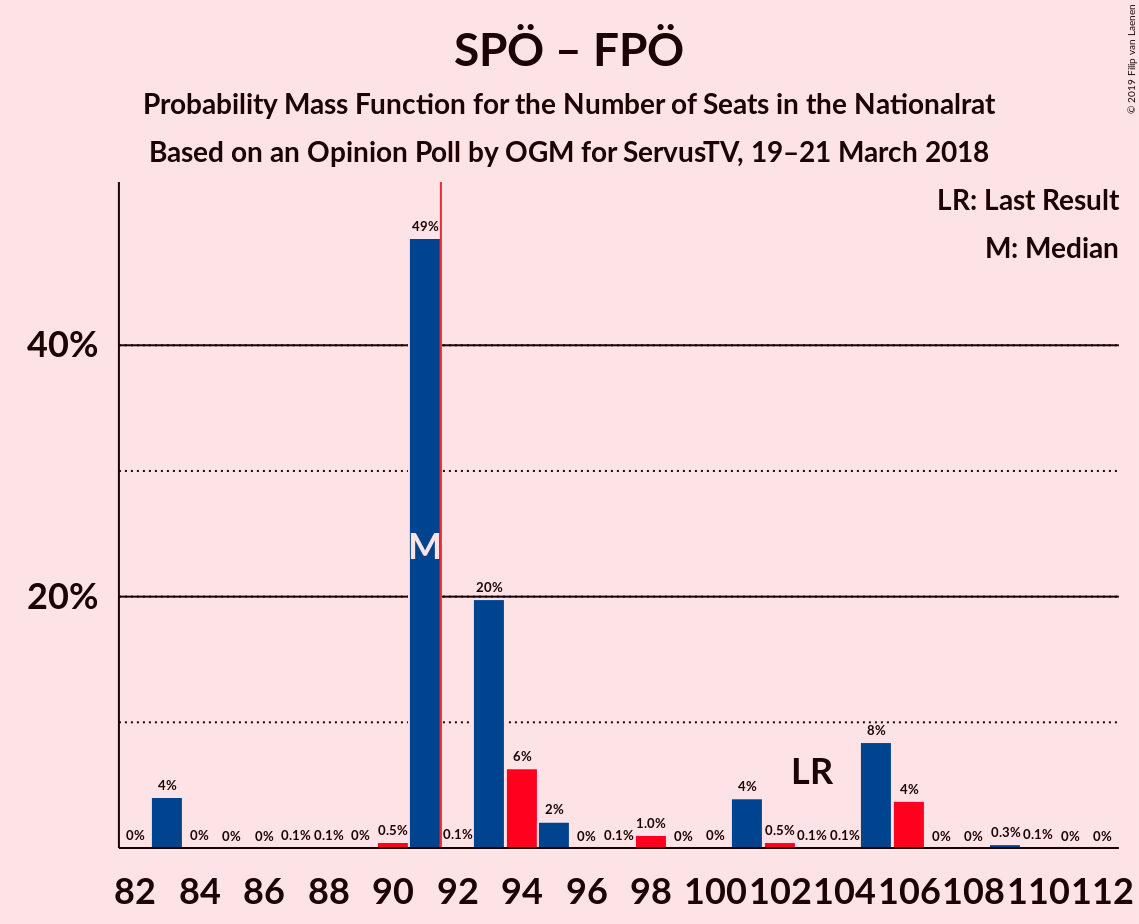 SPÖ – FPÖ
Probability Mass Function for the Number of Seats in the Nationalrat
Based on an Opinion Poll by OGM for ServusTV, 19–21 March 2018
© 2019 Filip van Laenen
LR: Last Result
M: Median
49%
40%
M
20%
20%
8%
6%
LR
4%
4%
4%
2%
0% 0% 0% 0% 0.1% 0.1% 0% 0.5% 0.1% 0% 0.1% 1.0% 0% 0% 0.5% 0.1% 0.1% 0% 0% 0.3% 0.1% 0% 0%
82 84 86 88 90 92 94 96 98 100 102 104 106 108 110 112